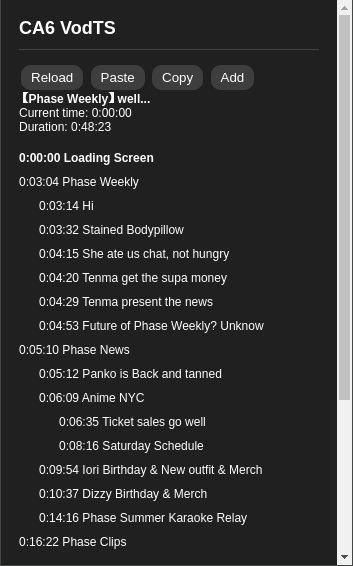 CA6 VodTS
Reload Paste Copy Add
【Phase Weekly】well...
Current time: 0:00:00
Duration: 0:48:23
0:00:00 Loading Screen
0:03:04 Phase Weekly
0:03:14 Hi
0:03:32 Stained Bodypillow
0:04:15 She ate us chat, not hungry
0:04:20 Tenma get the supa money
0:04:29 Tenma present the news
0:04:53 Future of Phase Weekly? Unknow
0:05:10 Phase News
0:05:12 Panko is Back and tanned
0:06:09 Anime NYC
0:06:35 Ticket sales go well
0:08:16 Saturday Schedule
0:09:54 Iori Birthday & New outfit & Merch
0:10:37 Dizzy Birthday & Merch
0:14:16 Phase Summer Karaoke Relay
0:16:22 Phase Clips